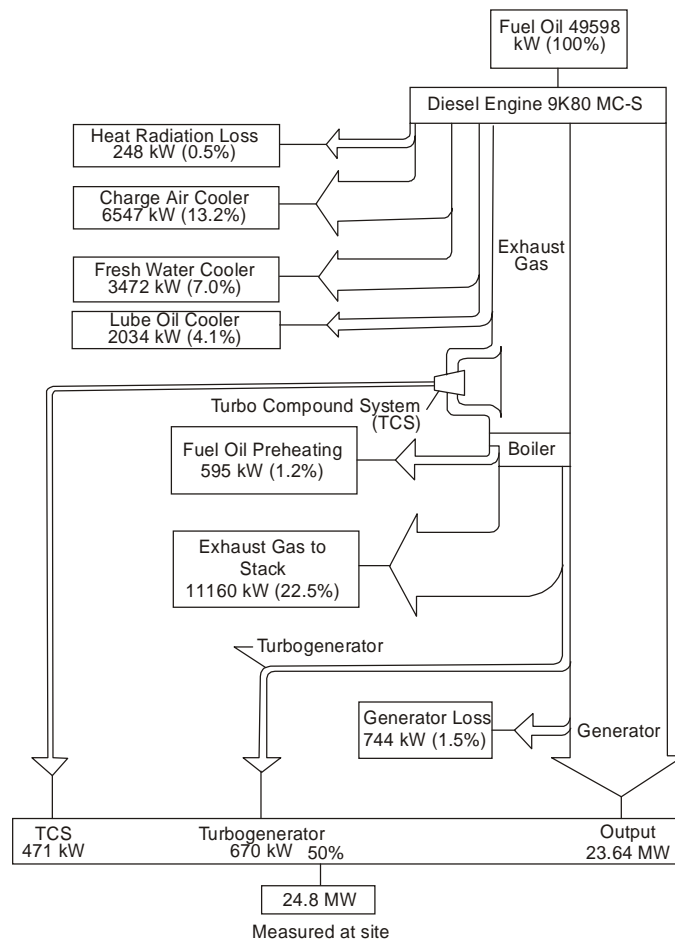 Fuel Oil 49598
kW (100%)
Diesel Engine 9K80 MC-S
Heat Radiation Loss
248 kW (0.5%)
Charge Air Cooler
6547 kW (13.2%)
Exhaust
Gas
Fresh Water Cooler
3472 kW (7.0%)
Lube Oil Cooler
2034 kW (4.1%)
Turbo Compound System
(TCS)
Fuel Oil Preheating
595 kW (1.2%)
Boiler
Exhaust Gas to
Stack
11160 kW (22.5%)
Turbogenerator
Generator Loss
744 kW (1.5%)
Generator
TCS
471 kW
Turbogenerator
670 kW 50%
Output
23.64 MW
24.8 MW
Measured at site